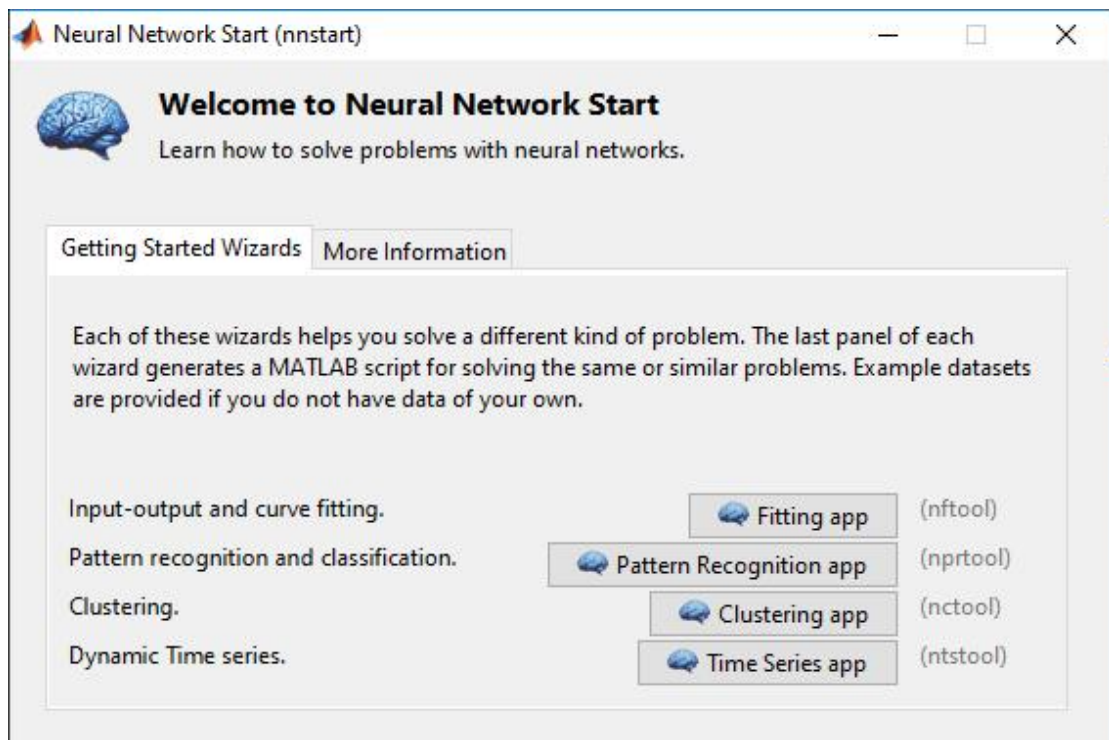 Neural Network Start (nnstart)
Welcome to Neural Network Start
Learn how to solve problems with neural networks.
Getting Started Wizards More Information
Each of these wizards helps you solve a different kind of problem. The last panel of each
wizard generates a MATLAB script for solving the same or similar problems. Example datasets
are provided if you do not have data of your own.
Input-output and curve fitting. Fitting app (nftool)
Pattern recognition and classification. Pattern Recognition app (nprtool)
Clustering. Clustering app (nctool)
Dynamic Time series. Time Series app (ntstool)